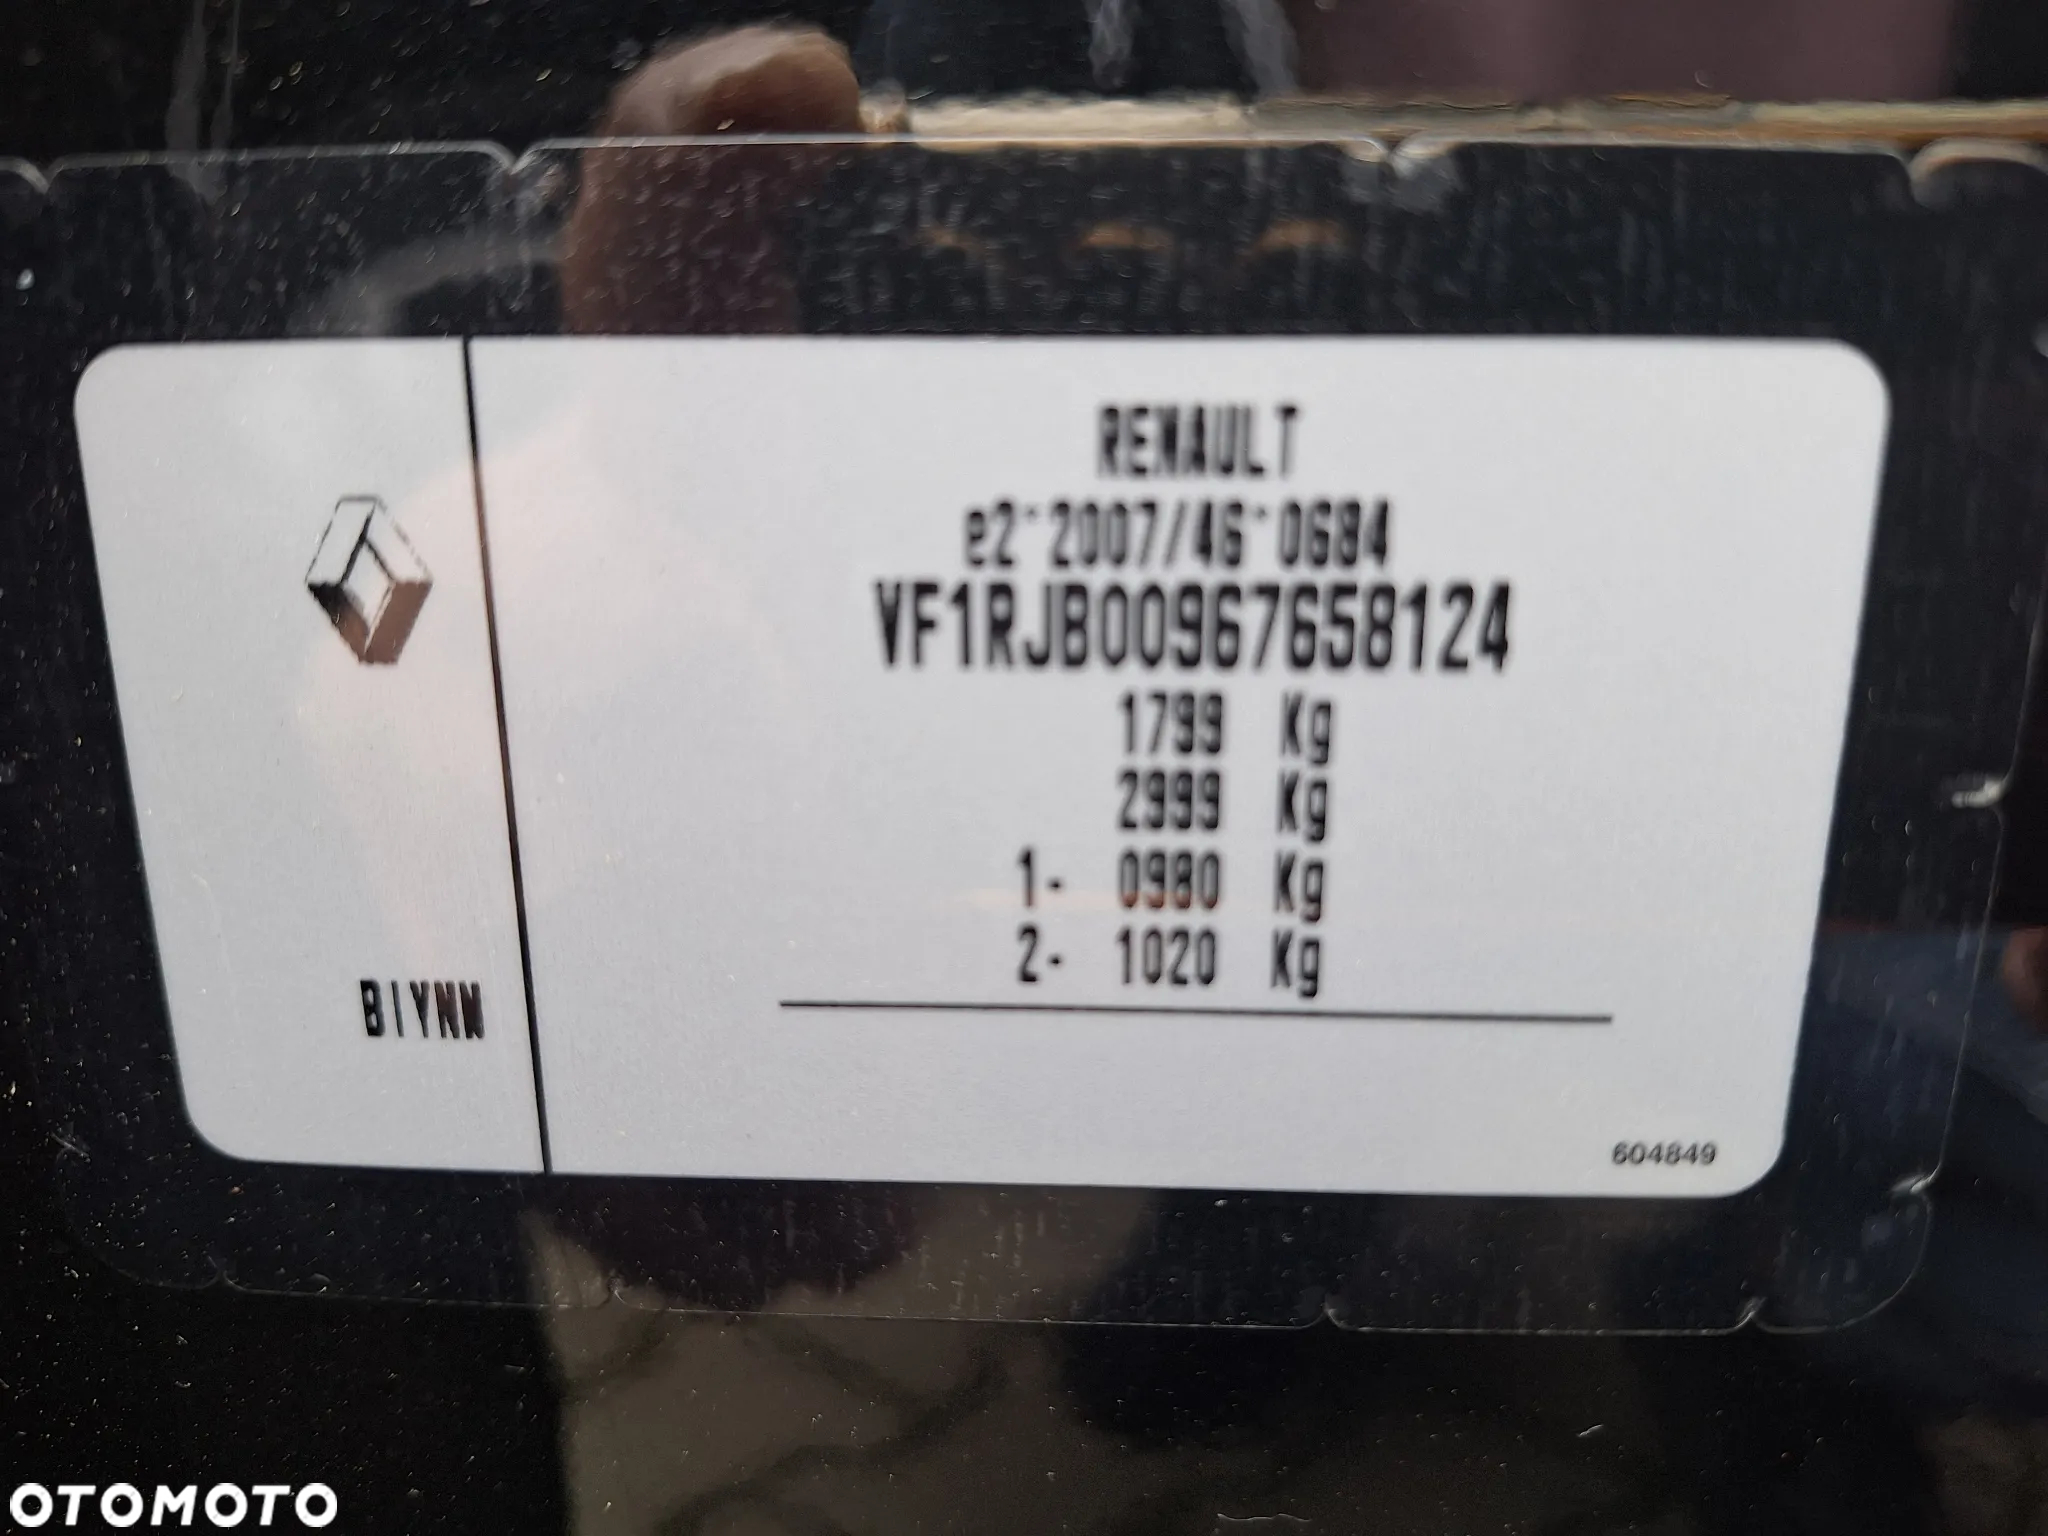 RENAULT
e2*2007/46*0684
VF1RJB00967658124
1799 Kg
2999 Kg
1- 0980 Kg
2- 1020 Kg
BIYNN
604849
OTOMOTO